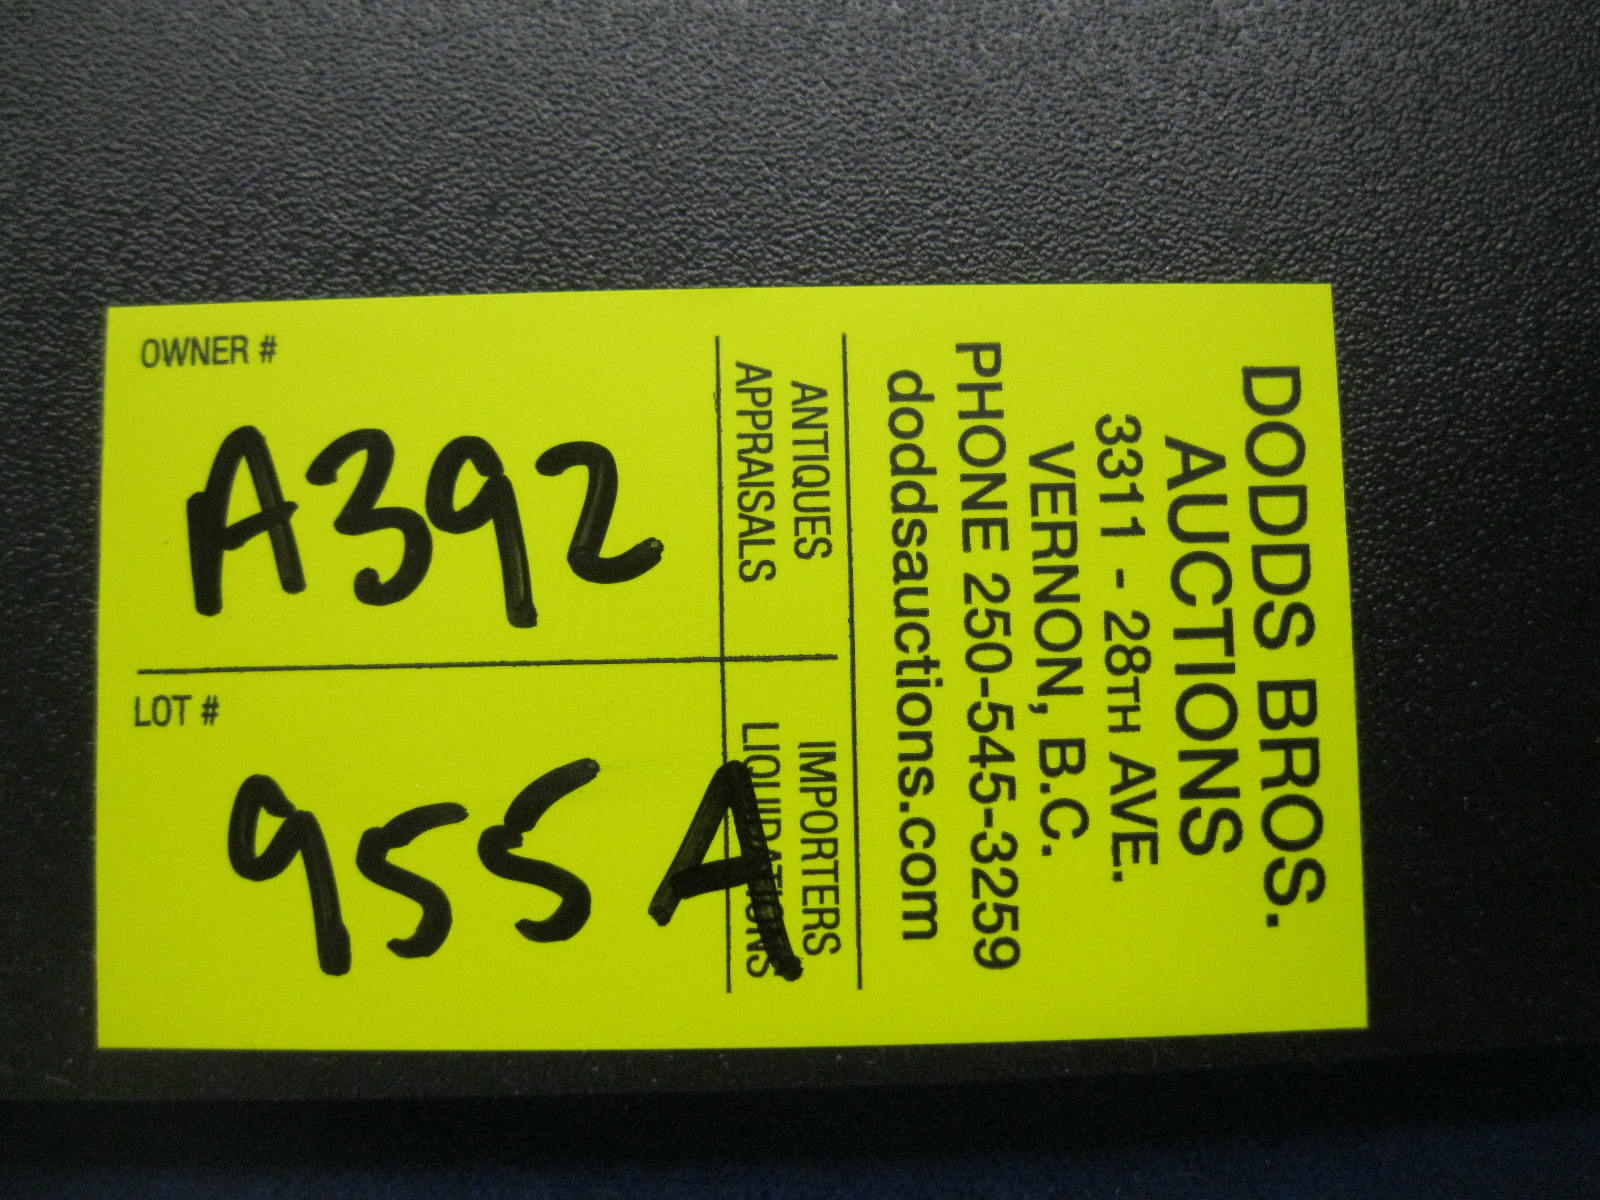 OWNER #
A392
LOT #
955A
DODDS BROS.
AUCTIONS
3311 - 28TH AVE.
VERNON, B.C.
PHONE 250-545-3259
doddsauctions.com
ANTIQUES
APPRAISALS
IMPORTERS
LIQUIDATIONS